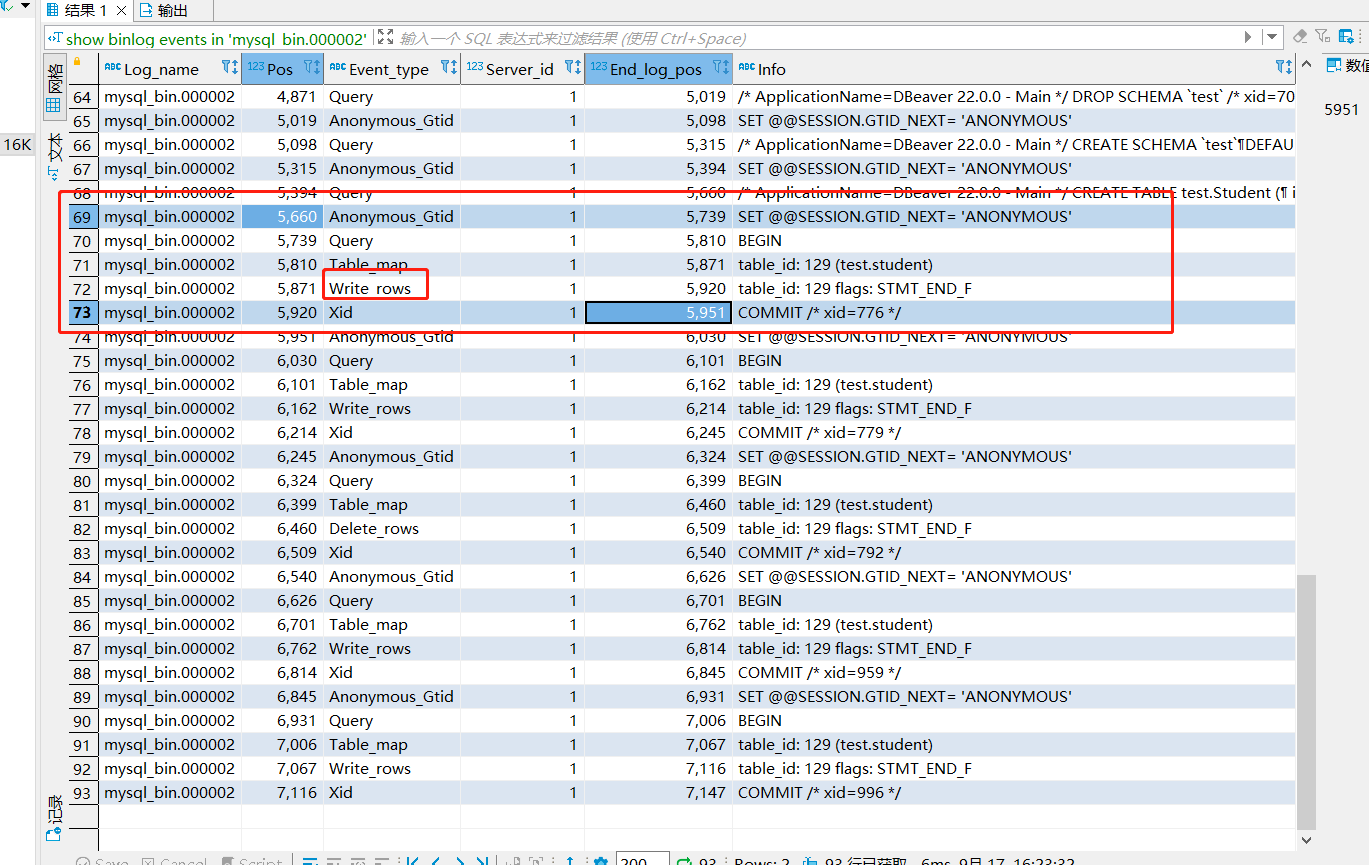 结果 1 × 输出
show binlog events in 'mysql_bin.000002' 输入一个 SQL 表达式来过滤结果 (使用 Ctrl+Space)
网格
文本
记录
16K
ABC Log_name 123 Pos ABC Event_type 123 Server_id 123 End_log_pos ABC Info
数值
5951
64 mysql_bin.000002 4,871 Query 1 5,019 /* ApplicationName=DBeaver 22.0.0 - Main */ DROP SCHEMA `test` /* xid=70
65 mysql_bin.000002 5,019 Anonymous_Gtid 1 5,098 SET @@SESSION.GTID_NEXT= 'ANONYMOUS'
66 mysql_bin.000002 5,098 Query 1 5,315 /* ApplicationName=DBeaver 22.0.0 - Main */ CREATE SCHEMA `test`¶DEFAU
67 mysql_bin.000002 5,315 Anonymous_Gtid 1 5,394 SET @@SESSION.GTID_NEXT= 'ANONYMOUS'
68 mysql_bin.000002 5,394 Query 1 5,660 /* ApplicationName=DBeaver 22.0.0 - Main */ CREATE TABLE test.Student (¶ i
69 mysql_bin.000002 5,660 Anonymous_Gtid 1 5,739 SET @@SESSION.GTID_NEXT= 'ANONYMOUS'
70 mysql_bin.000002 5,739 Query 1 5,810 BEGIN
71 mysql_bin.000002 5,810 Table_map 1 5,871 table_id: 129 (test.student)
72 mysql_bin.000002 5,871 Write_rows 1 5,920 table_id: 129 flags: STMT_END_F
73 mysql_bin.000002 5,920 Xid 1 5,951 COMMIT /* xid=776 */
74 mysql_bin.000002 5,951 Anonymous_Gtid 1 6,030 SET @@SESSION.GTID_NEXT= 'ANONYMOUS'
75 mysql_bin.000002 6,030 Query 1 6,101 BEGIN
76 mysql_bin.000002 6,101 Table_map 1 6,162 table_id: 129 (test.student)
77 mysql_bin.000002 6,162 Write_rows 1 6,214 table_id: 129 flags: STMT_END_F
78 mysql_bin.000002 6,214 Xid 1 6,245 COMMIT /* xid=779 */
79 mysql_bin.000002 6,245 Anonymous_Gtid 1 6,324 SET @@SESSION.GTID_NEXT= 'ANONYMOUS'
80 mysql_bin.000002 6,324 Query 1 6,399 BEGIN
81 mysql_bin.000002 6,399 Table_map 1 6,460 table_id: 129 (test.student)
82 mysql_bin.000002 6,460 Delete_rows 1 6,509 table_id: 129 flags: STMT_END_F
83 mysql_bin.000002 6,509 Xid 1 6,540 COMMIT /* xid=792 */
84 mysql_bin.000002 6,540 Anonymous_Gtid 1 6,626 SET @@SESSION.GTID_NEXT= 'ANONYMOUS'
85 mysql_bin.000002 6,626 Query 1 6,701 BEGIN
86 mysql_bin.000002 6,701 Table_map 1 6,762 table_id: 129 (test.student)
87 mysql_bin.000002 6,762 Write_rows 1 6,814 table_id: 129 flags: STMT_END_F
88 mysql_bin.000002 6,814 Xid 1 6,845 COMMIT /* xid=959 */
89 mysql_bin.000002 6,845 Anonymous_Gtid 1 6,931 SET @@SESSION.GTID_NEXT= 'ANONYMOUS'
90 mysql_bin.000002 6,931 Query 1 7,006 BEGIN
91 mysql_bin.000002 7,006 Table_map 1 7,067 table_id: 129 (test.student)
92 mysql_bin.000002 7,067 Write_rows 1 7,116 table_id: 129 flags: STMT_END_F
93 mysql_bin.000002 7,116 Xid 1 7,147 COMMIT /* xid=996 */
Save Cancel Script 200 93 Rows: 2 93 行已获取 - 6ms, 9月 17, 16:23:32